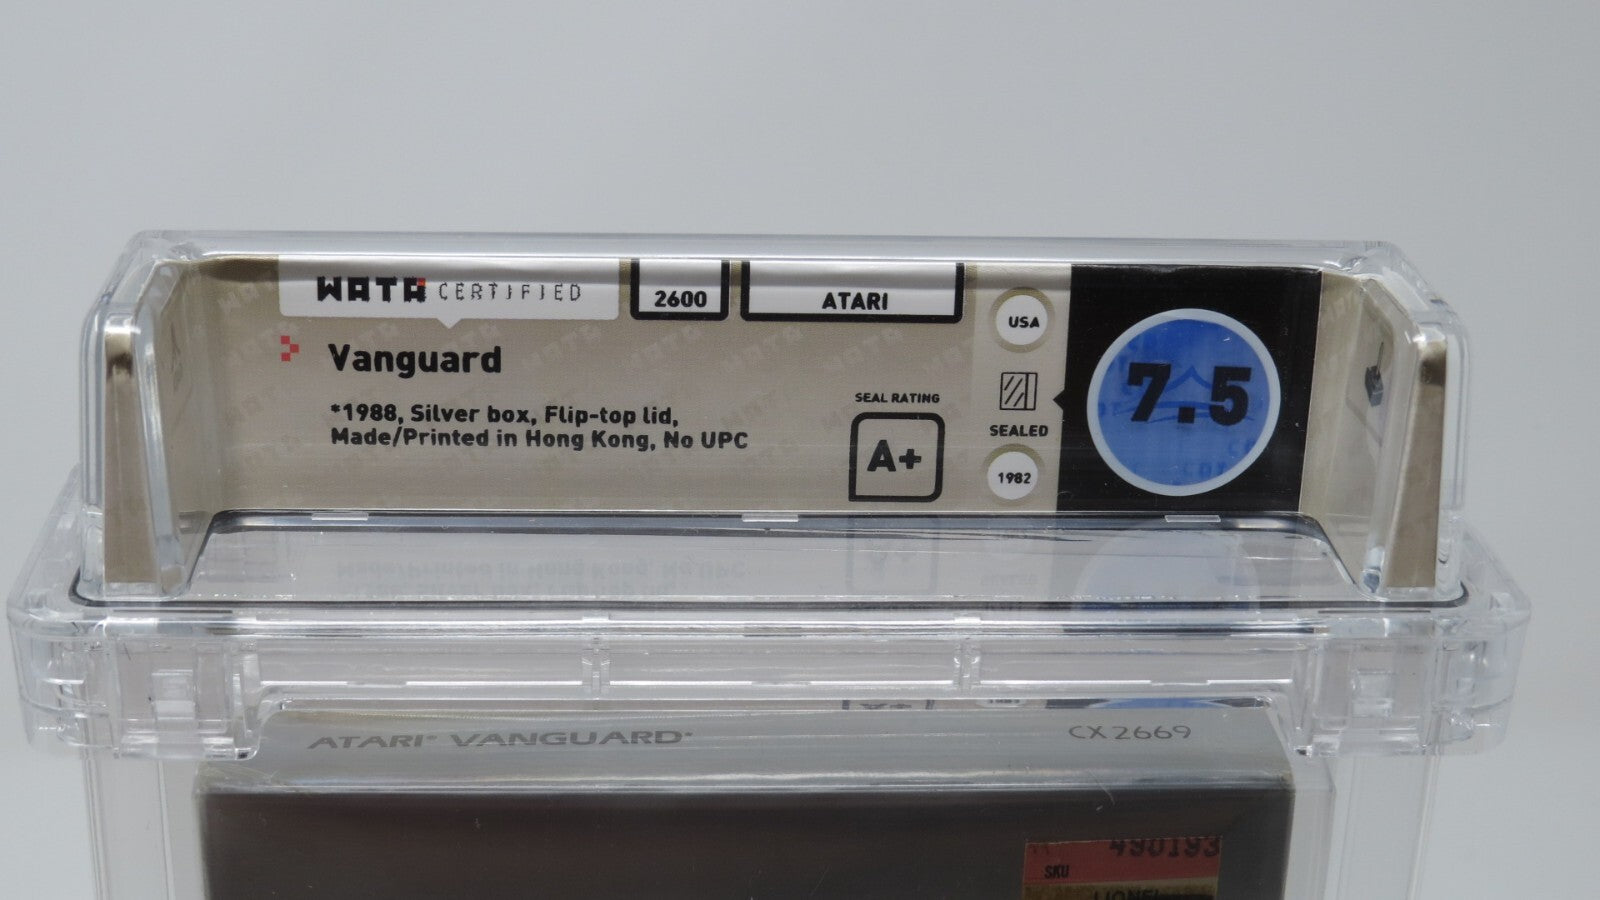 WATA CERTIFIED
2600
ATARI
Vanguard
*1988, Silver box, Flip-top lid,
Made/Printed in Hong Kong, No UPC
SEAL RATING
A+
USA
SEALED
1982
7.5
ATARI® VANGUARD®
CX2669
490193
SKU
LIONEL